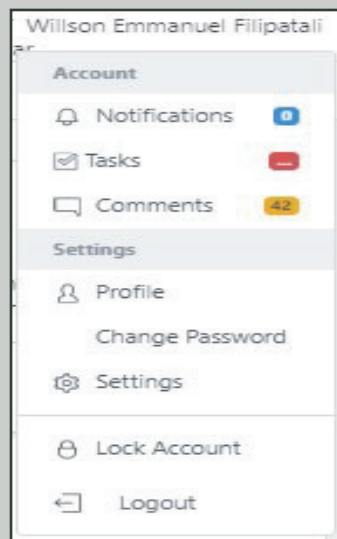 Willson Emmanuel Filipatali
Account
Notifications 0
Tasks ...
Comments 42
Settings
Profile
Change Password
Settings
Lock Account
Logout